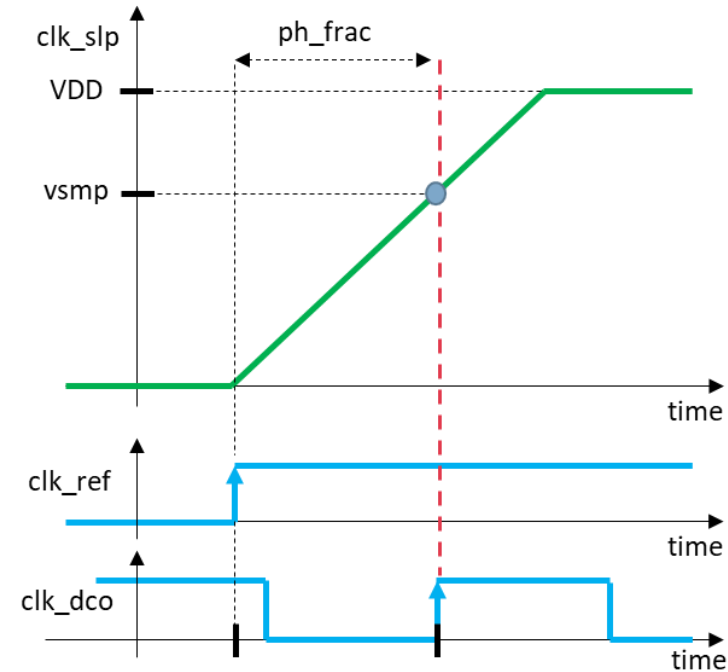 clk_slp
ph_frac
VDD
vsmp
time
clk_ref
time
clk_dco
time